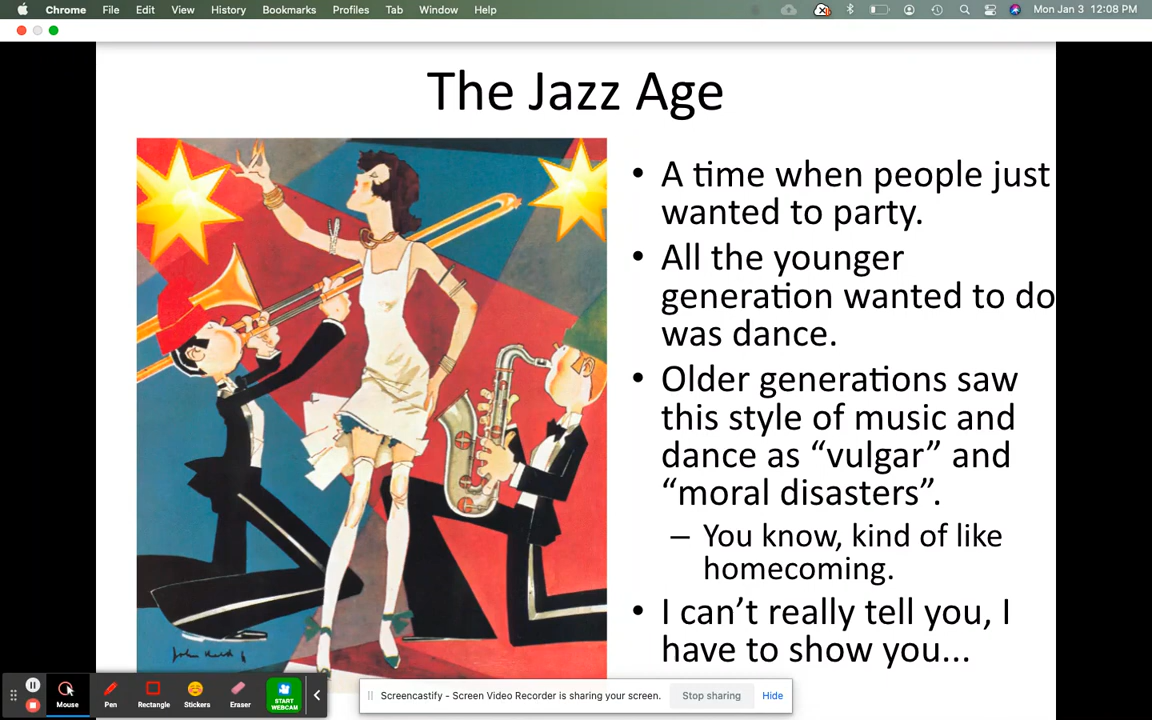 Chrome File Edit View History Bookmarks Profiles Tab Window Help Mon Jan 3 12:08 PM
The Jazz Age
• A time when people just
wanted to party.
• All the younger
generation wanted to do
was dance.
• Older generations saw
this style of music and
dance as “vulgar” and
“moral disasters”.
– You know, kind of like
homecoming.
• I can’t really tell you, I
have to show you...
Mouse Pen Rectangle Stickers Eraser START
WEBCAM
Screencastify - Screen Video Recorder is sharing your screen. Stop sharing Hide